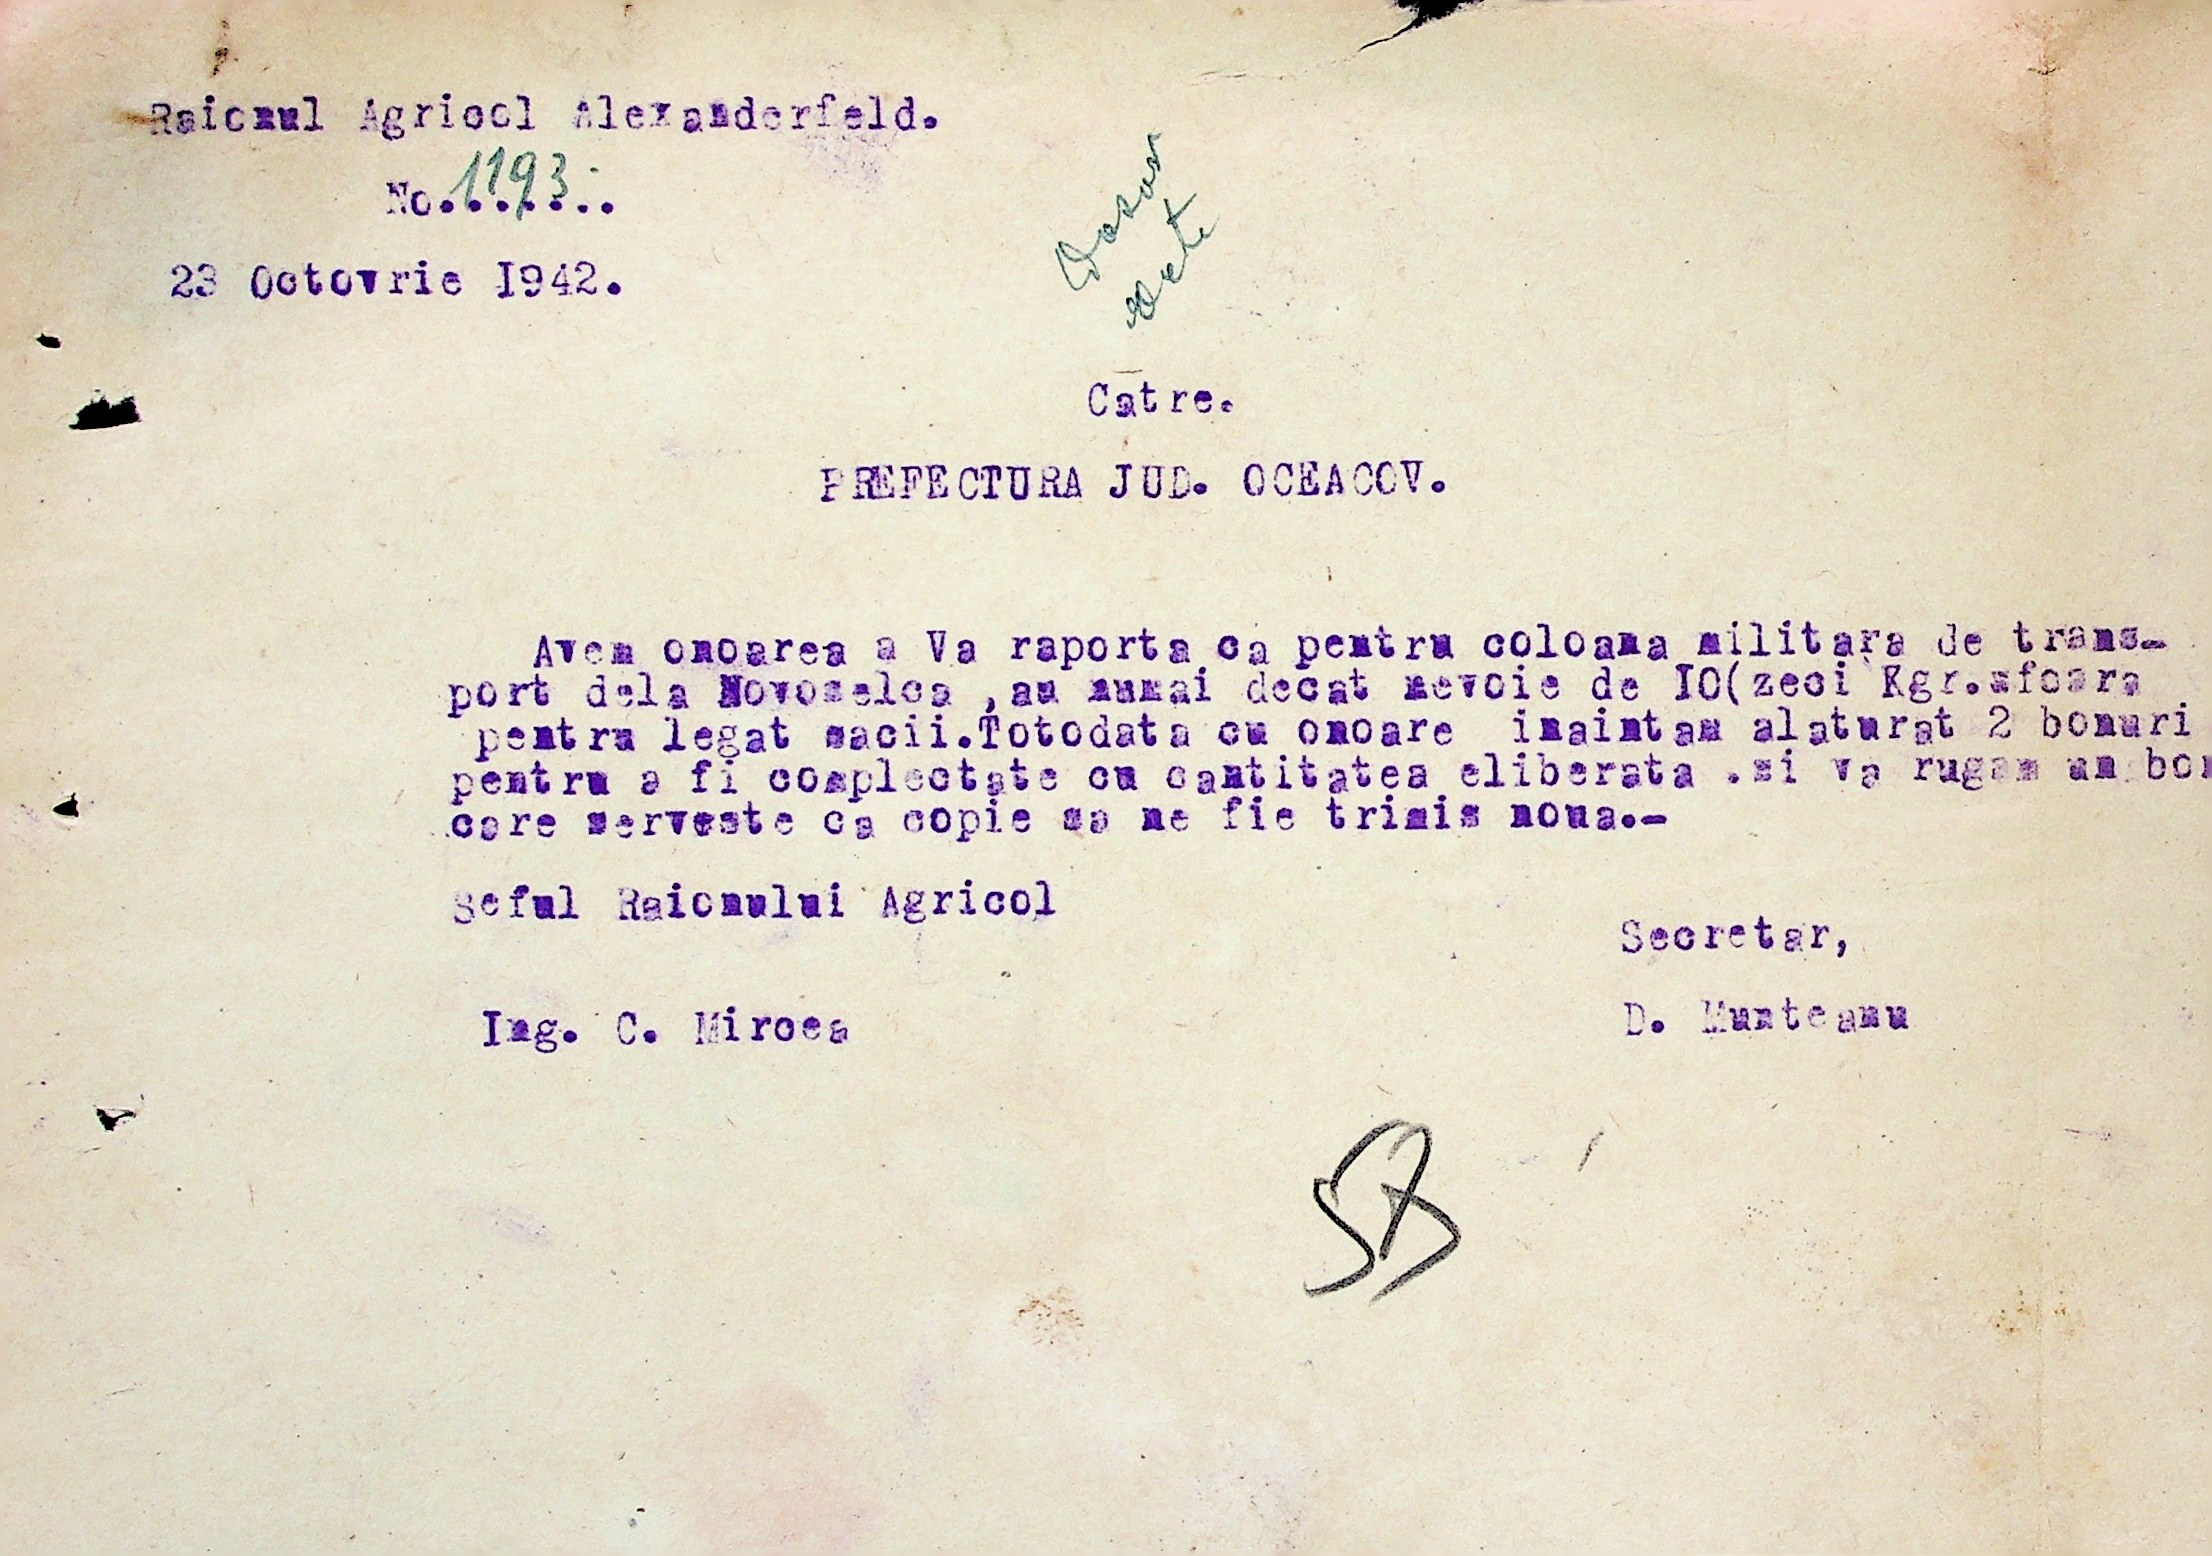 Raionul Agricol Alexanderfeld.
No.1193.
23 Octovrie 1942.
Dosar
acte
Catre.
PREFECTURA JUD. OCEACOV.
Avem onoarea a Va raporta ca pentru coloana militara de trans-
port dela Novoselca ,au numai decat nevoie de IO(zeci Kgr.sfoara
pentru legat sacii.Totodata cu onoare inaintam alaturat 2 bonuri
pentru a fi complectate cu cantitatea eliberata .si va rugam un bon
care serveste ca copie sa ne fie trimis noua.-
Seful Raionului Agricol
Secretar,
Ing. C. Mircea
D. Munteanu